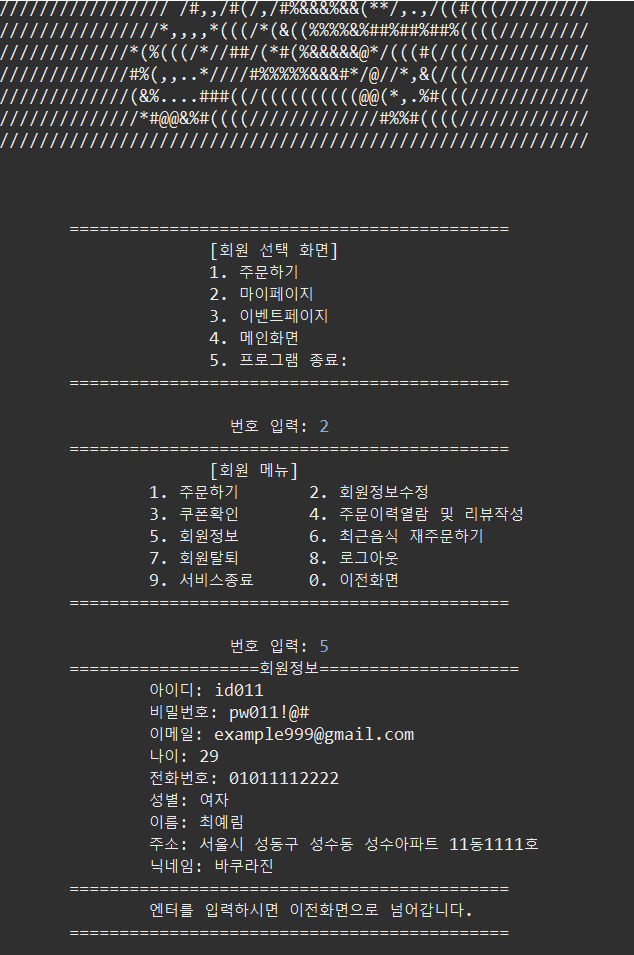 ///////////////// /#,,/#(/,/#%&&&%&&(**/,.,/((#(((/////////
////////////////*,,,,*(((/*(&((%%%%&%##%##%##%((((/////////
/////////////*(%(((/*//##/(*#(%&&&&&@*/(((#(/((////////////
/////////////#%(,,..*////#%%%%%&&&#*/@//*,&(/((////////////
/////////////(&%....###((/((((((((((@@(*,.%#(((////////////
//////////////*#@@&%#((((/////////////#%%#((((/////////////
///////////////////////////////////////////////////////////
============================================
[회원 선택 화면]
1. 주문하기
2. 마이페이지
3. 이벤트페이지
4. 메인화면
5. 프로그램 종료:
============================================
번호 입력: 2
============================================
[회원 메뉴]
1. 주문하기 2. 회원정보수정
3. 쿠폰확인 4. 주문이력열람 및 리뷰작성
5. 회원정보 6. 최근음식 재주문하기
7. 회원탈퇴 8. 로그아웃
9. 서비스종료 0. 이전화면
============================================
번호 입력: 5
===================회원정보====================
아이디: id011
비밀번호: pw011!@#
이메일: example999@gmail.com
나이: 29
전화번호: 01011112222
성별: 여자
이름: 최예림
주소: 서울시 성동구 성수동 성수아파트 11동1111호
닉네임: 바쿠라진
============================================
엔터를 입력하시면 이전화면으로 넘어갑니다.
============================================